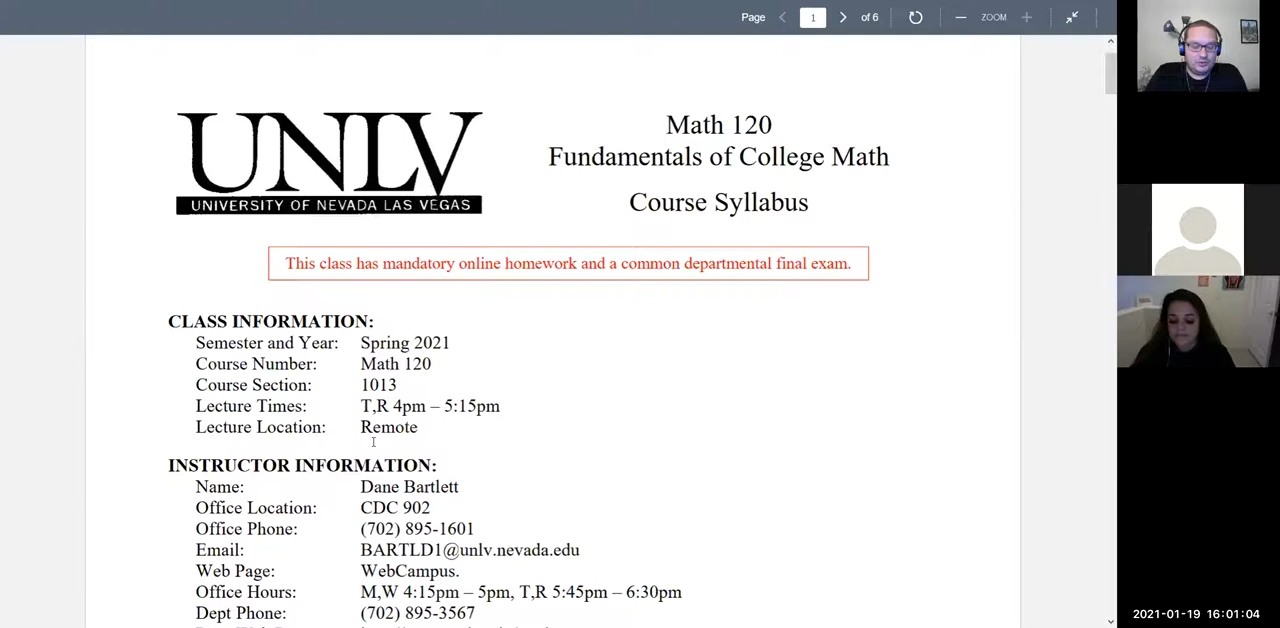 Page 1 of 6 ZOOM
UNLV
UNIVERSITY OF NEVADA LAS VEGAS
Math 120
Fundamentals of College Math
Course Syllabus
This class has mandatory online homework and a common departmental final exam.
CLASS INFORMATION:
Semester and Year: Spring 2021
Course Number: Math 120
Course Section: 1013
Lecture Times: T,R 4pm – 5:15pm
Lecture Location: Remote
INSTRUCTOR INFORMATION:
Name: Dane Bartlett
Office Location: CDC 902
Office Phone: (702) 895-1601
Email: BARTLD1@unlv.nevada.edu
Web Page: WebCampus.
Office Hours: M,W 4:15pm – 5pm, T,R 5:45pm – 6:30pm
Dept Phone: (702) 895-3567
2021-01-19 16:01:04